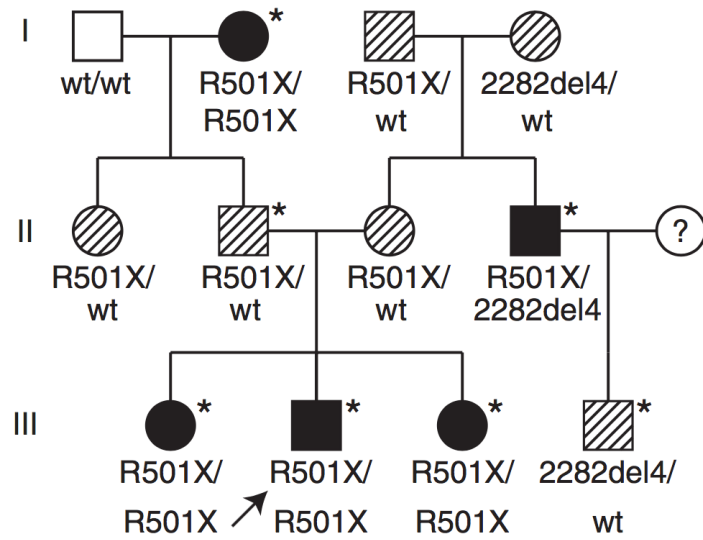 I
*
wt/wt
R501X/
R501X
R501X/
wt
2282del4/
wt
II
*
*
?
R501X/
wt
R501X/
wt
R501X/
wt
R501X/
2282del4
III
*
*
*
*
R501X/
R501X
R501X/
R501X
R501X/
R501X
2282del4/
wt